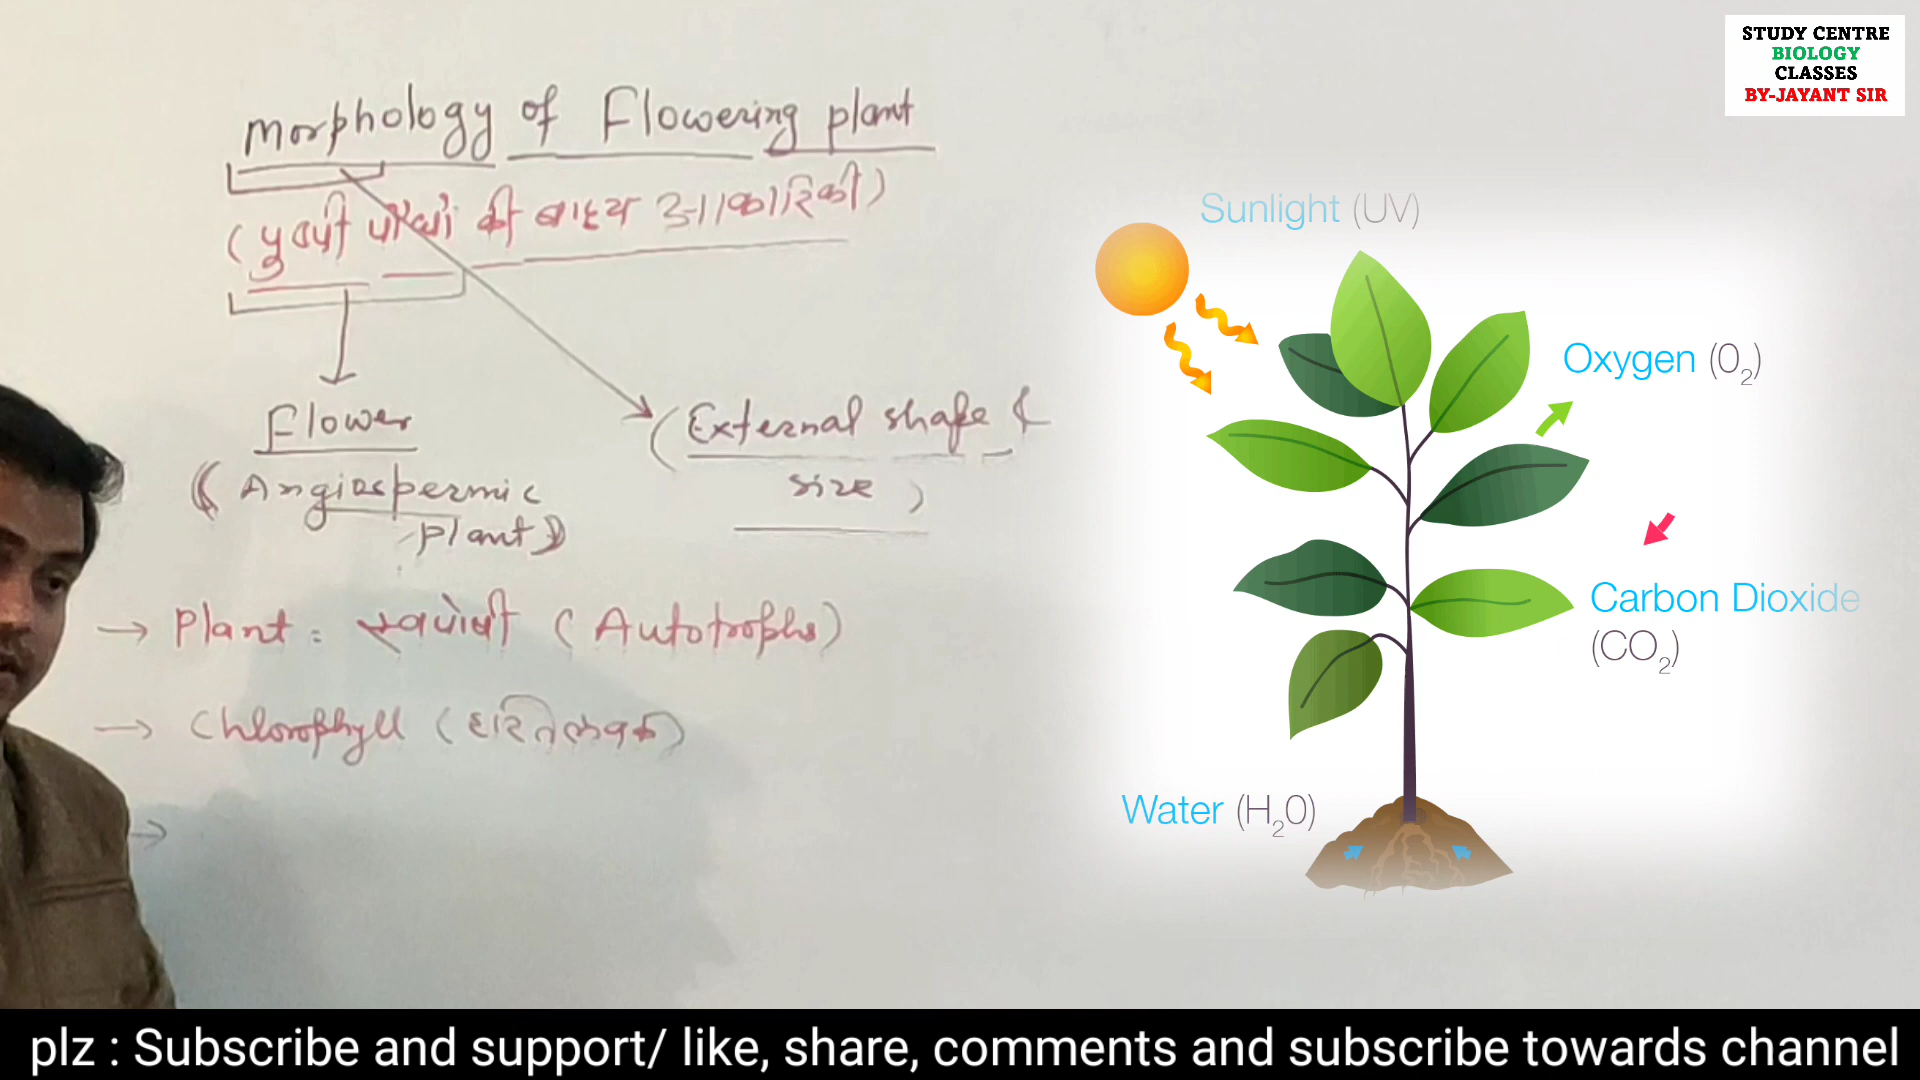 STUDY CENTRE
BIOLOGY
CLASSES
BY-JAYANT SIR
morphology of Flowering plant
(पुष्पी पादपों की बाह्य आकारिकी)
Flower
(Angiospermic
plant)
(External shape &
size)
→ Plant : स्वपोषी (Autotrophs)
→ Chlorophyll (हरितलवक)
→
Sunlight (UV)
Oxygen (O2)
Carbon Dioxide
(CO2)
Water (H2O)
plz : Subscribe and support/ like, share, comments and subscribe towards channel